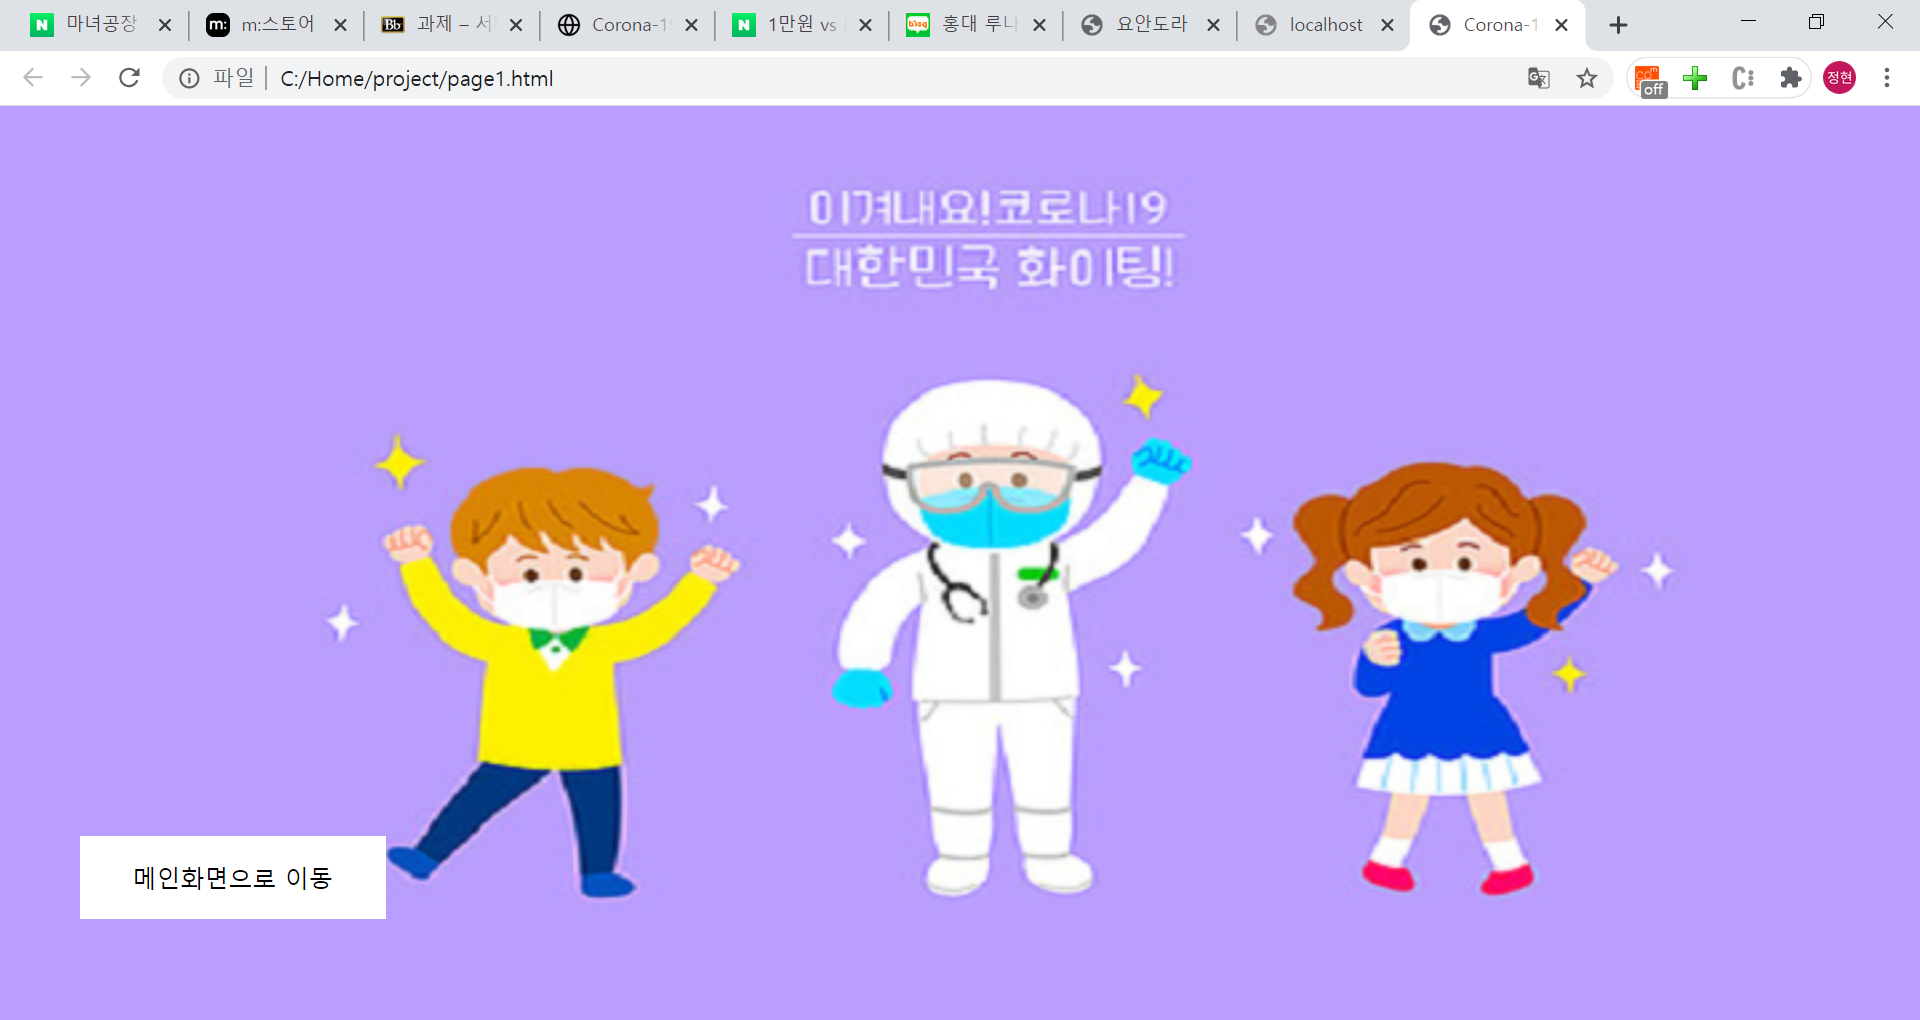 마녀공장
m:스토어
과제 – 서
Corona-1
1만원 vs
홍대 루나
요안도라
localhost
Corona-1
파일
C:/Home/project/page1.html
off
정현
이겨내요!코로나19
대한민국 화이팅!
메인화면으로 이동